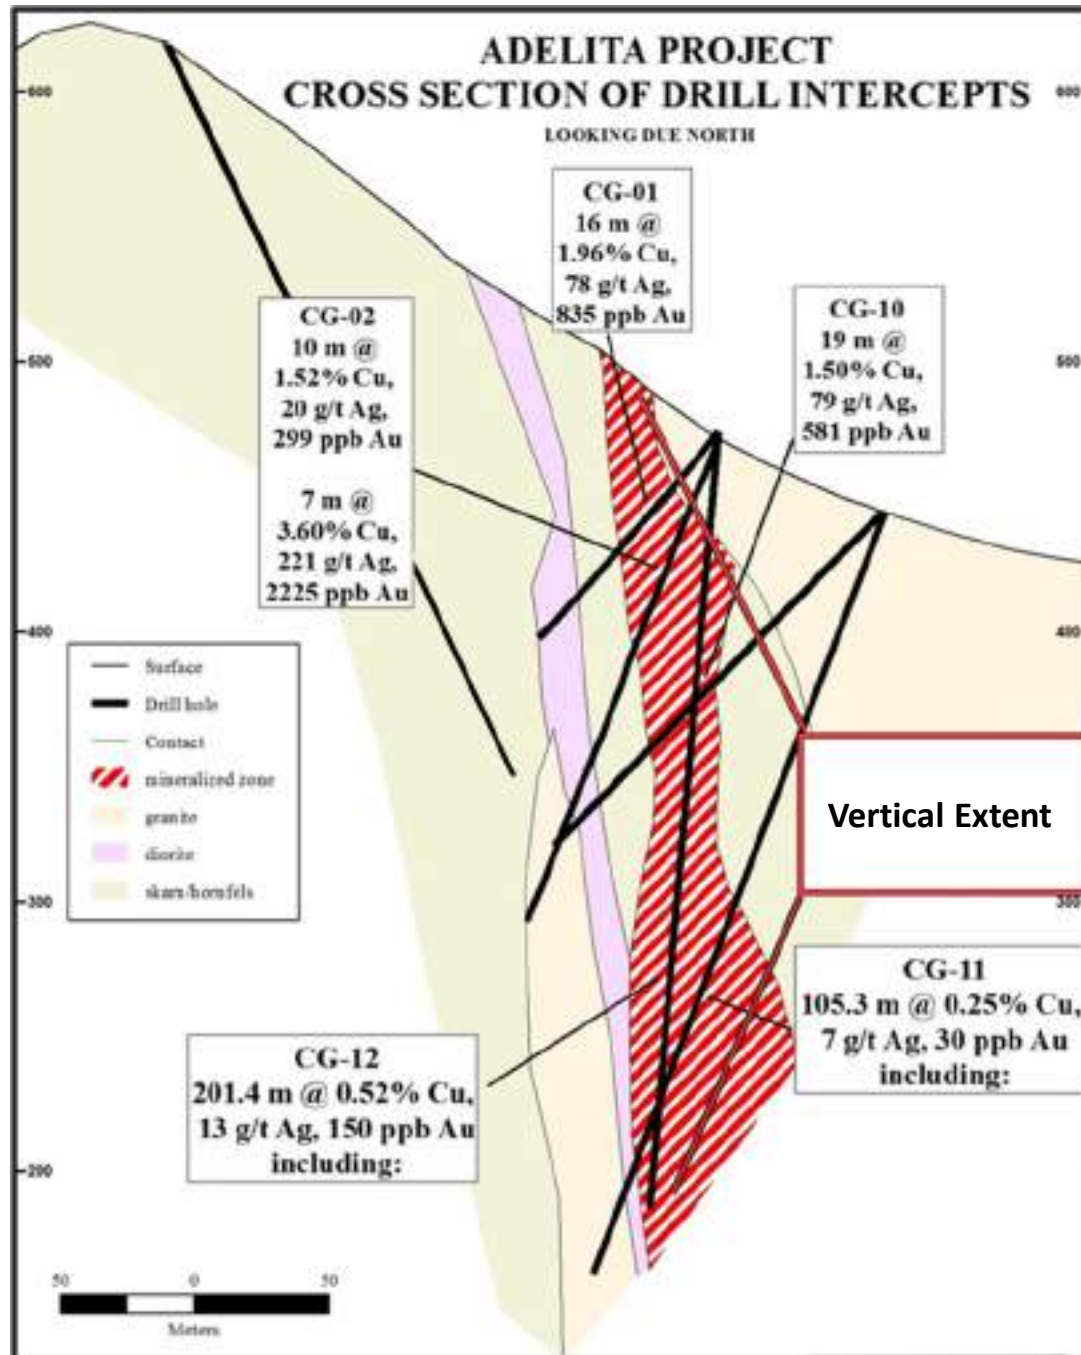 ADELITA PROJECT
CROSS SECTION OF DRILL INTERCEPTS
LOOKING DUE NORTH
600
600
CG-01
16 m @
1.96% Cu,
78 g/t Ag,
835 ppb Au
CG-10
19 m @
1.50% Cu,
79 g/t Ag,
581 ppb Au
CG-02
10 m @
1.52% Cu,
20 g/t Ag,
299 ppb Au
7 m @
3.60% Cu,
221 g/t Ag,
2225 ppb Au
500
500
400
400
Surface
Drill hole
Contact
mineralized zone
granite
diorite
skarn/hornfels
Vertical Extent
300
300
CG-11
105.3 m @ 0.25% Cu,
7 g/t Ag, 30 ppb Au
including:
CG-12
201.4 m @ 0.52% Cu,
13 g/t Ag, 150 ppb Au
including:
200
50 0 50
Meters